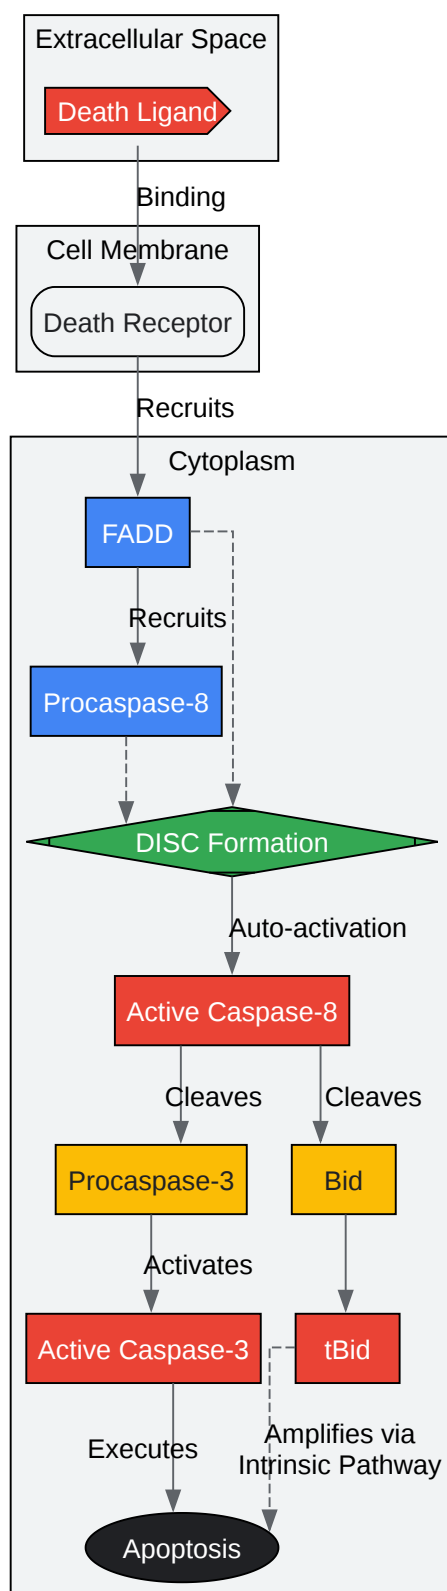 Extracellular Space
Death Ligand
Binding
Cell Membrane
Death Receptor
Recruits
Cytoplasm
FADD
Recruits
Procaspase-8
DISC Formation
Auto-activation
Active Caspase-8
Cleaves
Cleaves
Procaspase-3
Bid
Activates
Active Caspase-3
tBid
Executes
Amplifies via
Intrinsic Pathway
Apoptosis